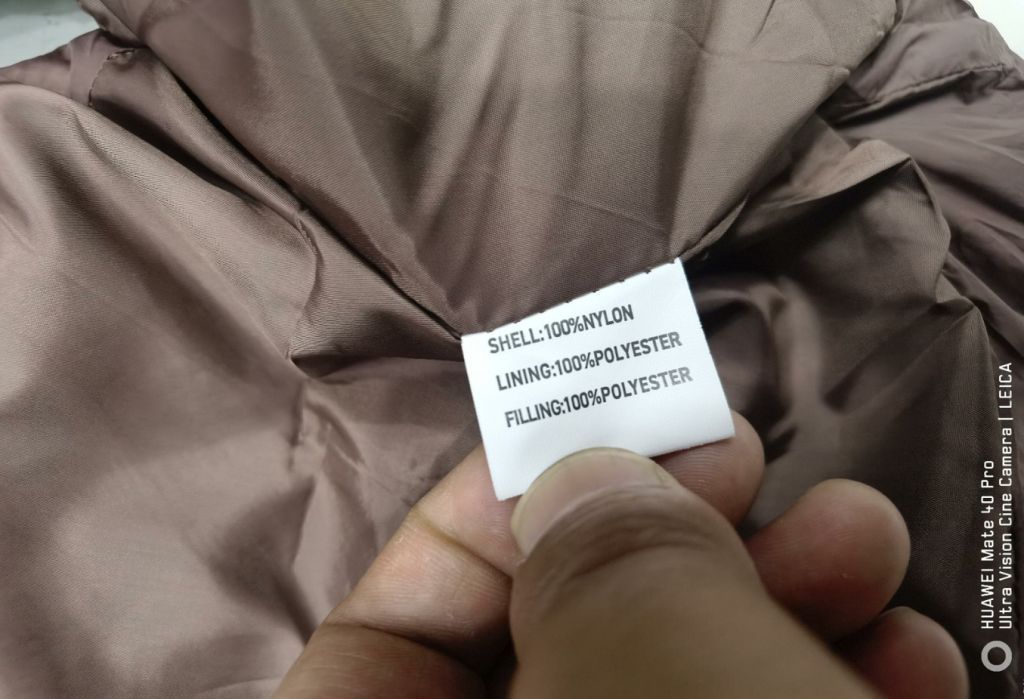 SHELL:100%NYLON
LINING:100%POLYESTER
FILLING:100%POLYESTER
HUAWEI Mate 40 Pro
Ultra Vision Cine Camera | LEICA